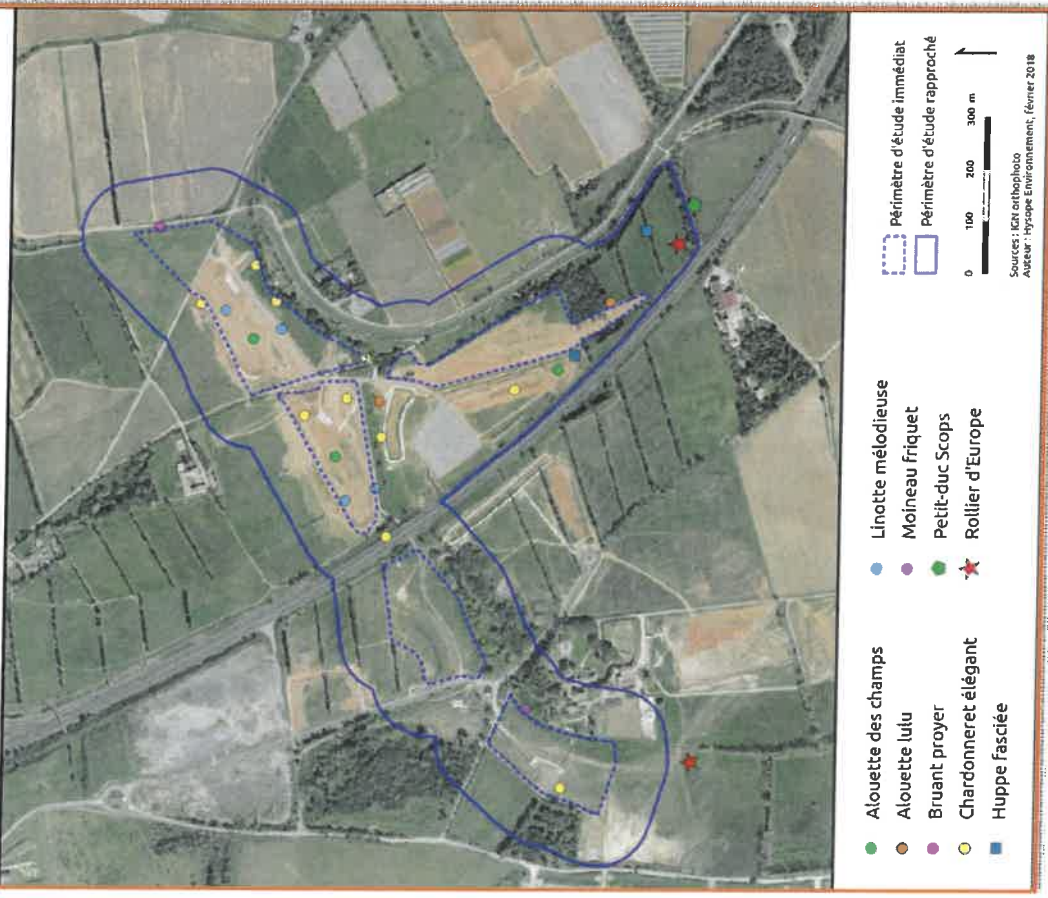 Alouette des champs
Alouette lulu
Bruant proyer
Chardonneret élégant
Huppe fasciée
Linotte mélodieuse
Moineau friquet
Petit-duc Scops
Rollier d'Europe
Périmètre d'étude immédiat
Périmètre d'étude rapproché
0 100 200 300 m
Sources : IGN orthophoto
Auteur : Hysope Environnement, février 2018